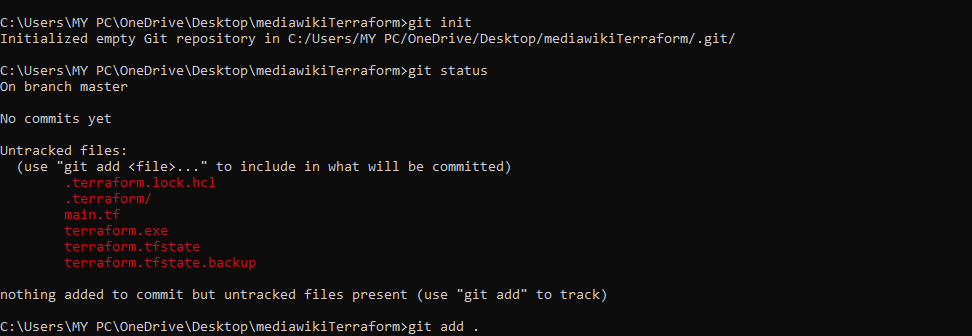 C:\Users\MY PC\OneDrive\Desktop\mediawikiTerraform>git init
Initialized empty Git repository in C:/Users/MY PC/OneDrive/Desktop/mediawikiTerraform/.git/
C:\Users\MY PC\OneDrive\Desktop\mediawikiTerraform>git status
On branch master
No commits yet
Untracked files:
(use "git add <file>..." to include in what will be committed)
.terraform.lock.hcl
.terraform/
main.tf
terraform.exe
terraform.tfstate
terraform.tfstate.backup
nothing added to commit but untracked files present (use "git add" to track)
C:\Users\MY PC\OneDrive\Desktop\mediawikiTerraform>git add .